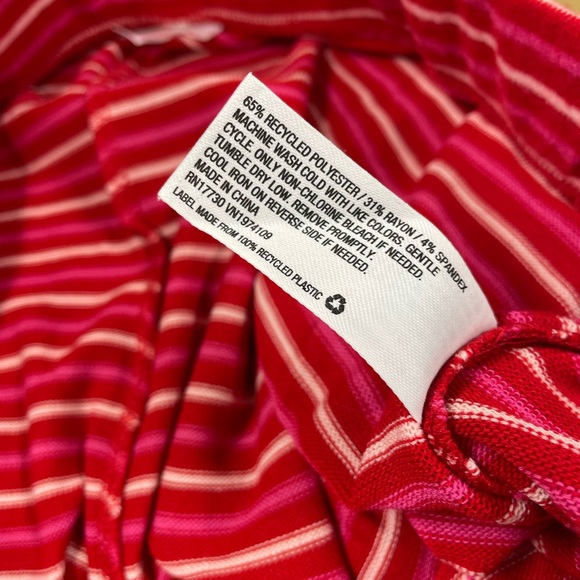 65% RECYCLED POLYESTER / 31% RAYON / 4% SPANDEX
MACHINE WASH COLD WITH LIKE COLORS, GENTLE
CYCLE. ONLY NON-CHLORINE BLEACH IF NEEDED.
TUMBLE DRY LOW. REMOVE PROMPTLY.
COOL IRON ON REVERSE SIDE IF NEEDED.
RN17730 VN1974109
MADE IN CHINA
LABEL MADE FROM 100% RECYCLED PLASTIC